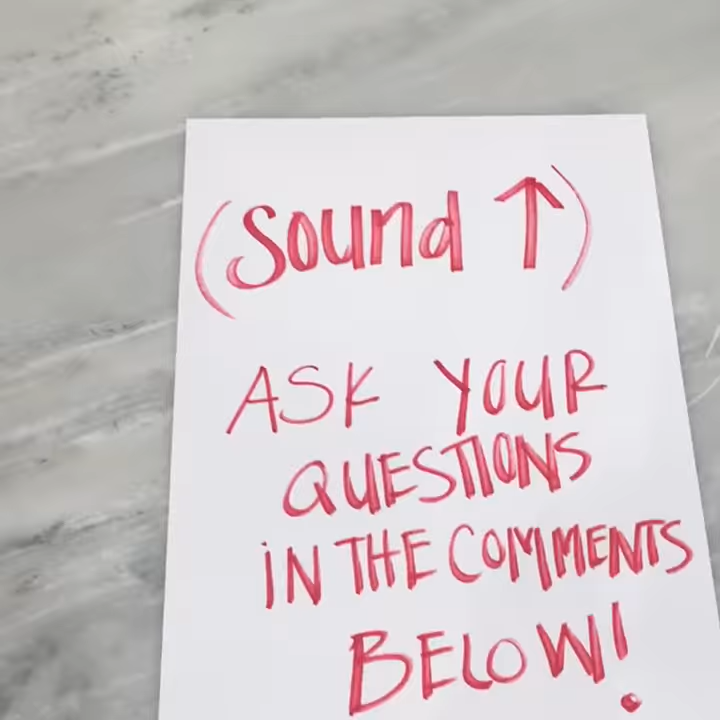 (Sound ↑)
ASK YOUR
QUESTIONS
IN THE COMMENTS
BELOW!